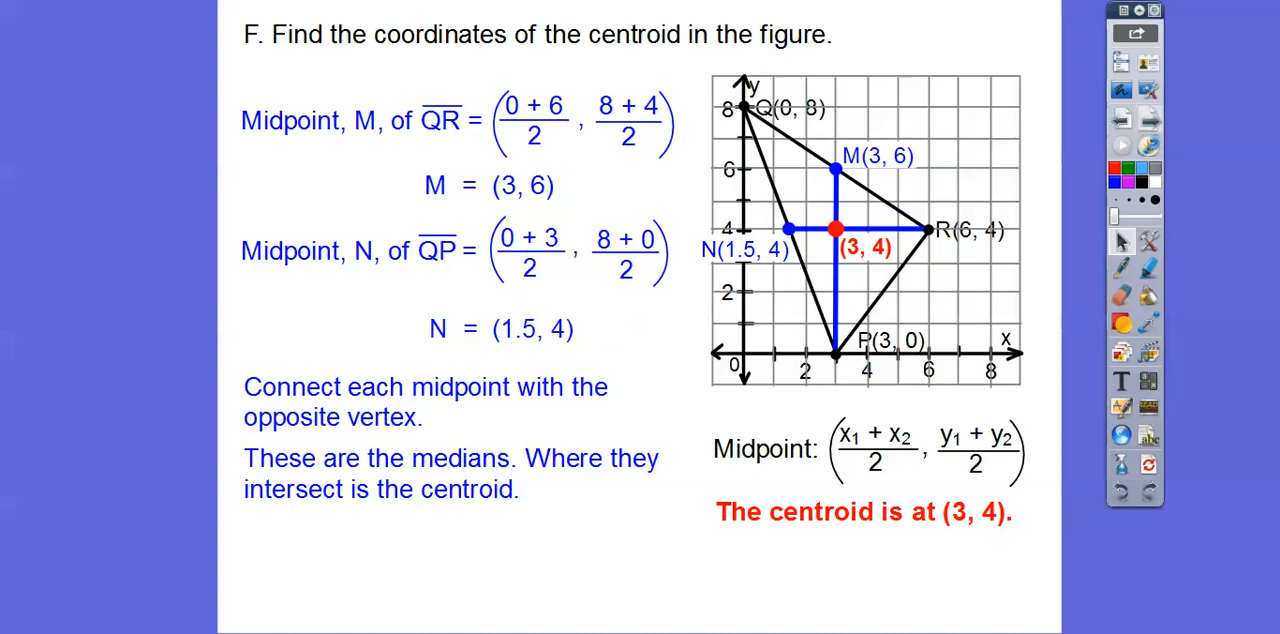 F. Find the coordinates of the centroid in the figure.
Midpoint, M, of QR = (0 + 6 / 2 , 8 + 4 / 2)
M = (3, 6)
Midpoint, N, of QP = (0 + 3 / 2 , 8 + 0 / 2)
N = (1.5, 4)
Connect each midpoint with the
opposite vertex.
These are the medians. Where they
intersect is the centroid.
y
8
Q(0, 8)
M(3, 6)
6
4
R(6, 4)
N(1.5, 4)
(3, 4)
2
P(3, 0)
x
0
2
4
6
8
Midpoint: (x₁ + x₂ / 2 , y₁ + y₂ / 2)
The centroid is at (3, 4).
T
abc